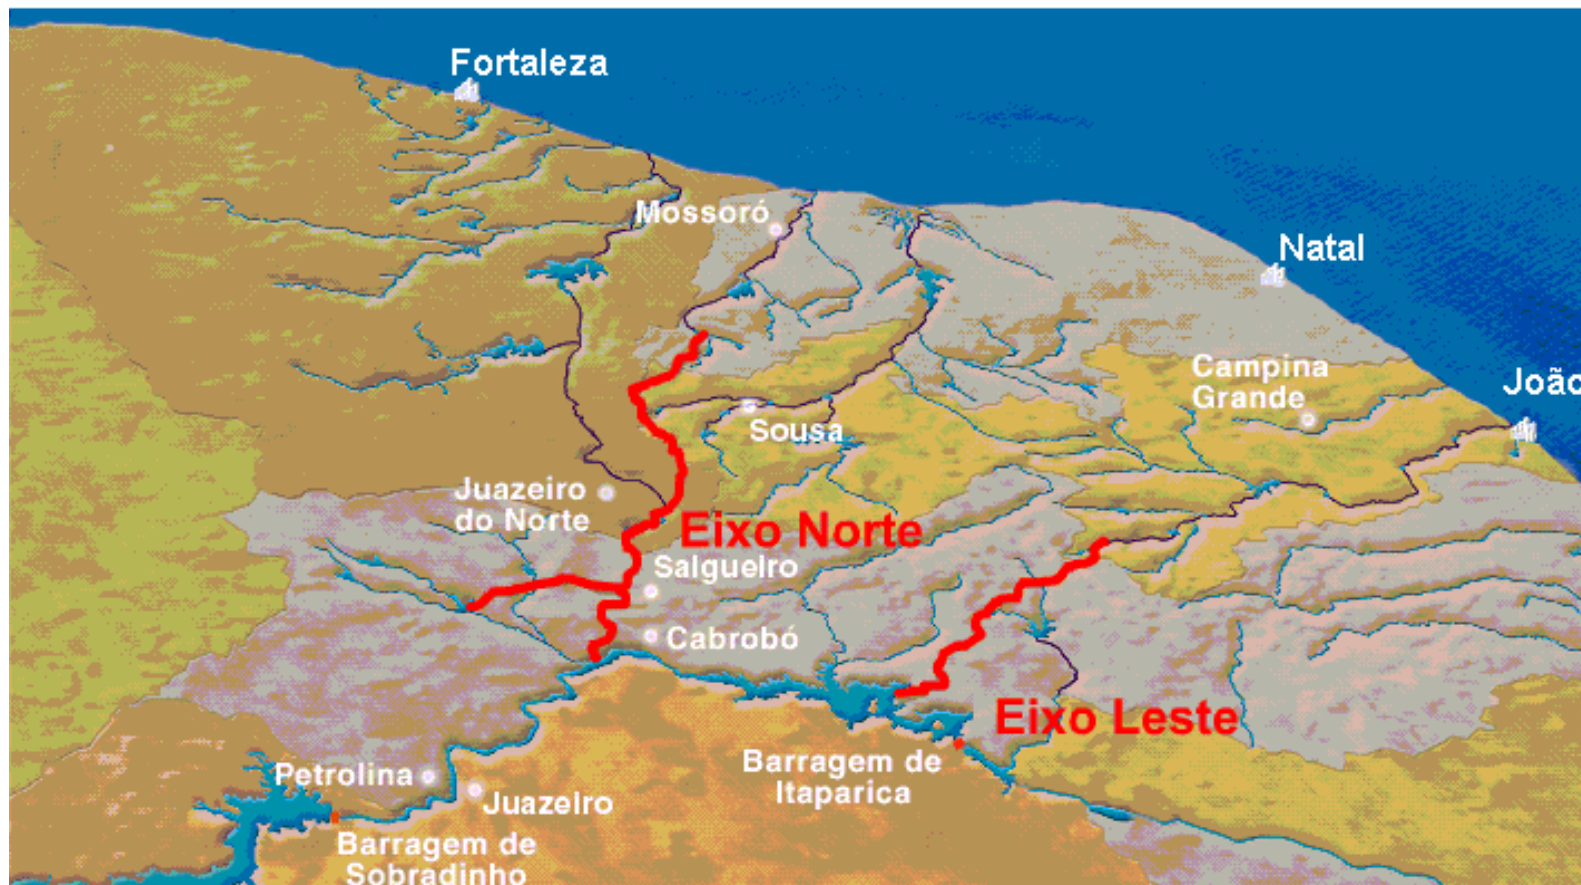 Fortaleza
Mossoró
Natal
Campina
Grande
João
Sousa
Juazeiro
do Norte
Eixo Norte
Salgueiro
Cabrobó
Eixo Leste
Petrolina
Juazeiro
Barragem de
Itaparica
Barragem de
Sobradinho